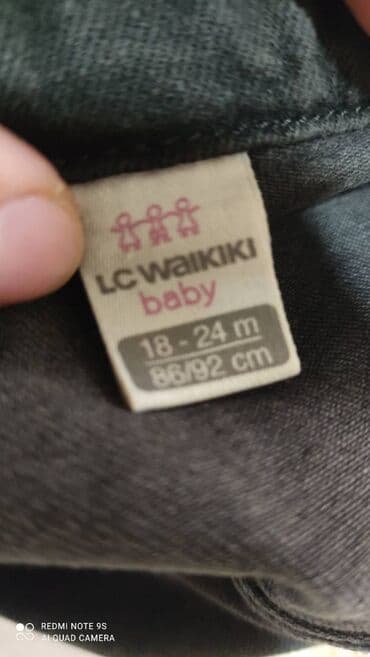 LC WAIKIKI
baby
18 - 24 m
86/92 cm
REDMI NOTE 9S
AI QUAD CAMERA